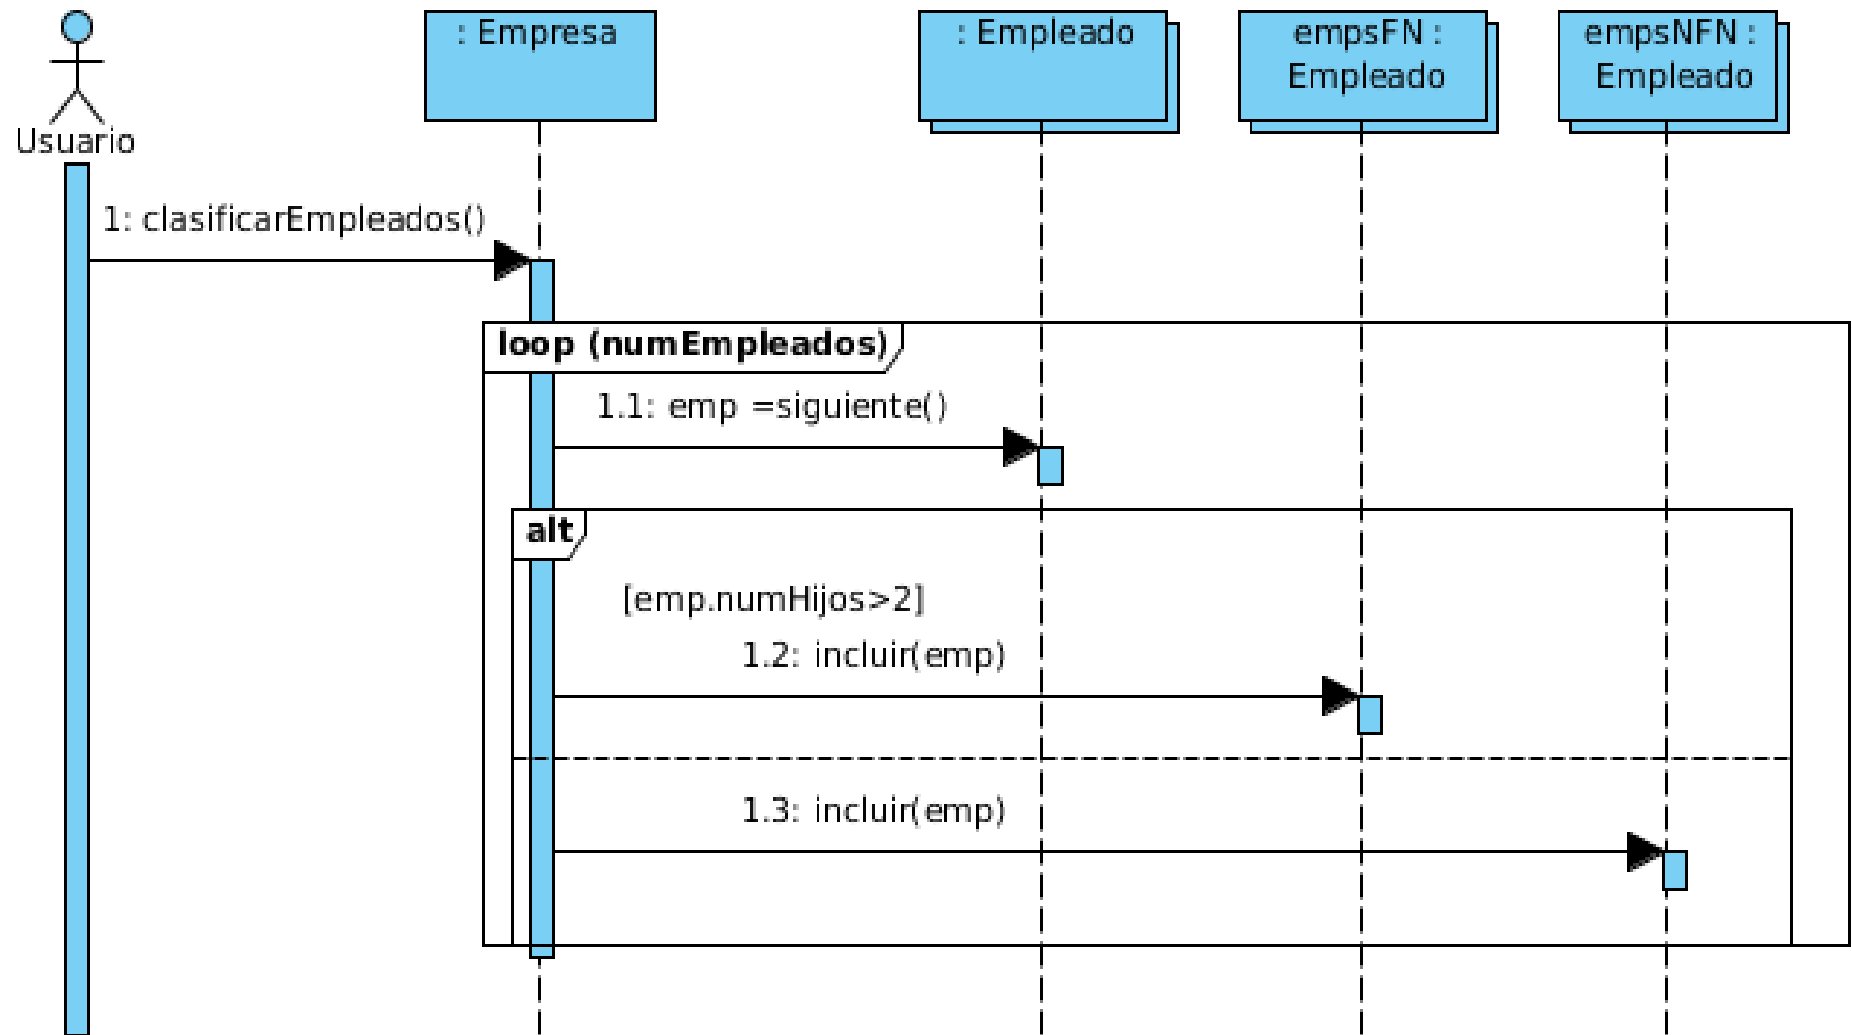 : Empresa
: Empleado
empsFN :
Empleado
empsNFN :
Empleado
Usuario
1: clasificarEmpleados()
loop (numEmpleados)
1.1: emp =siguiente()
alt
[emp.numHijos>2]
1.2: incluir(emp)
1.3: incluir(emp)